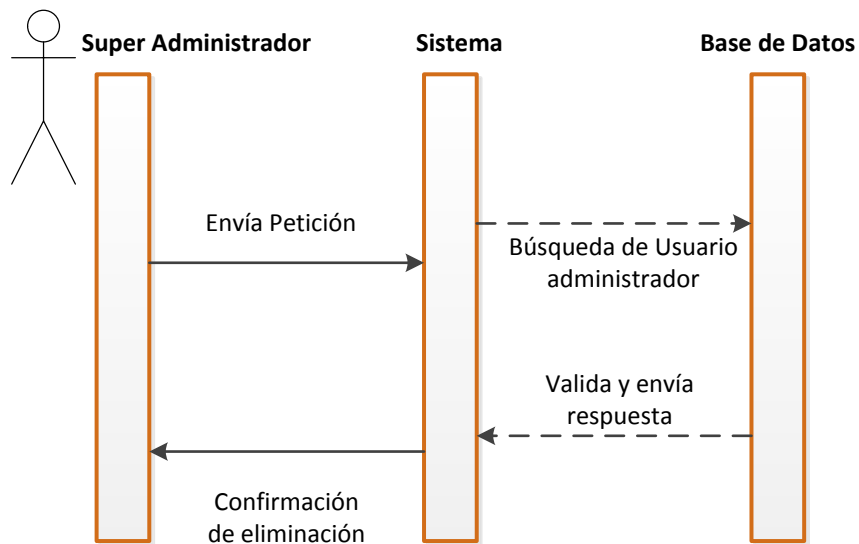 Super Administrador
Sistema
Base de Datos
Envía Petición
Búsqueda de Usuario
administrador
Valida y envía
respuesta
Confirmación
de eliminación